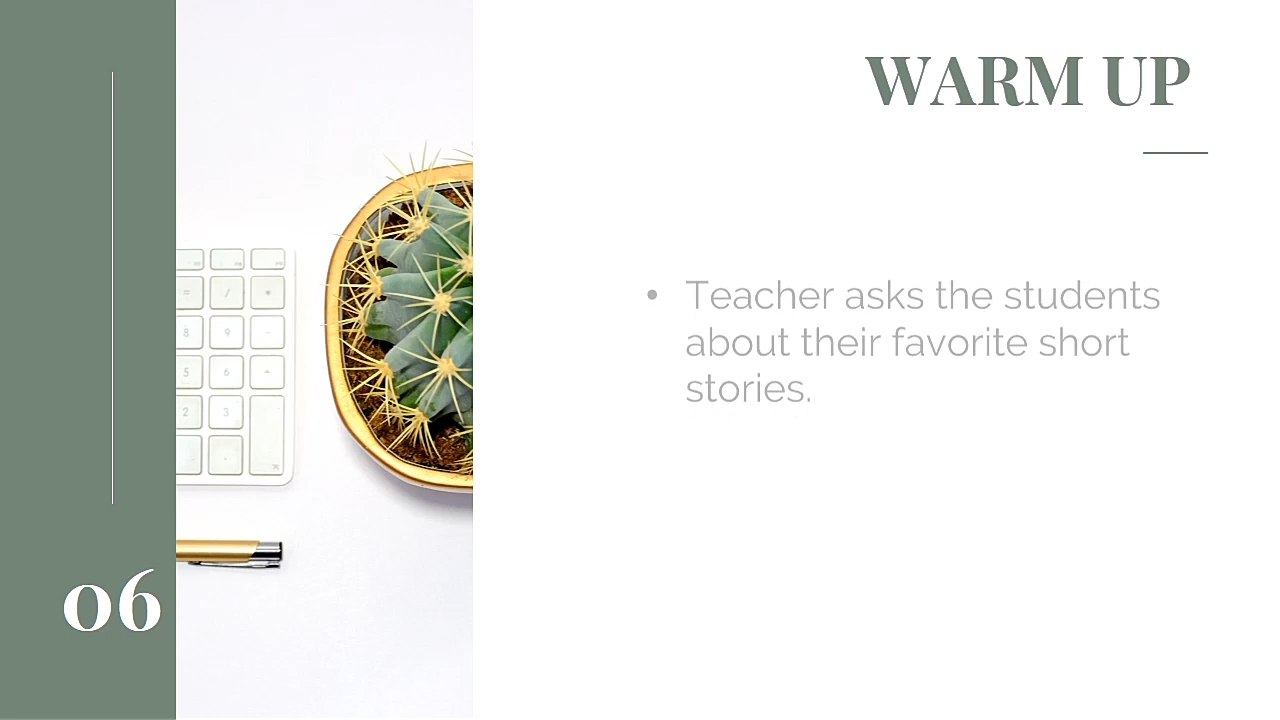 WARM UP
• Teacher asks the students
about their favorite short
stories.
06